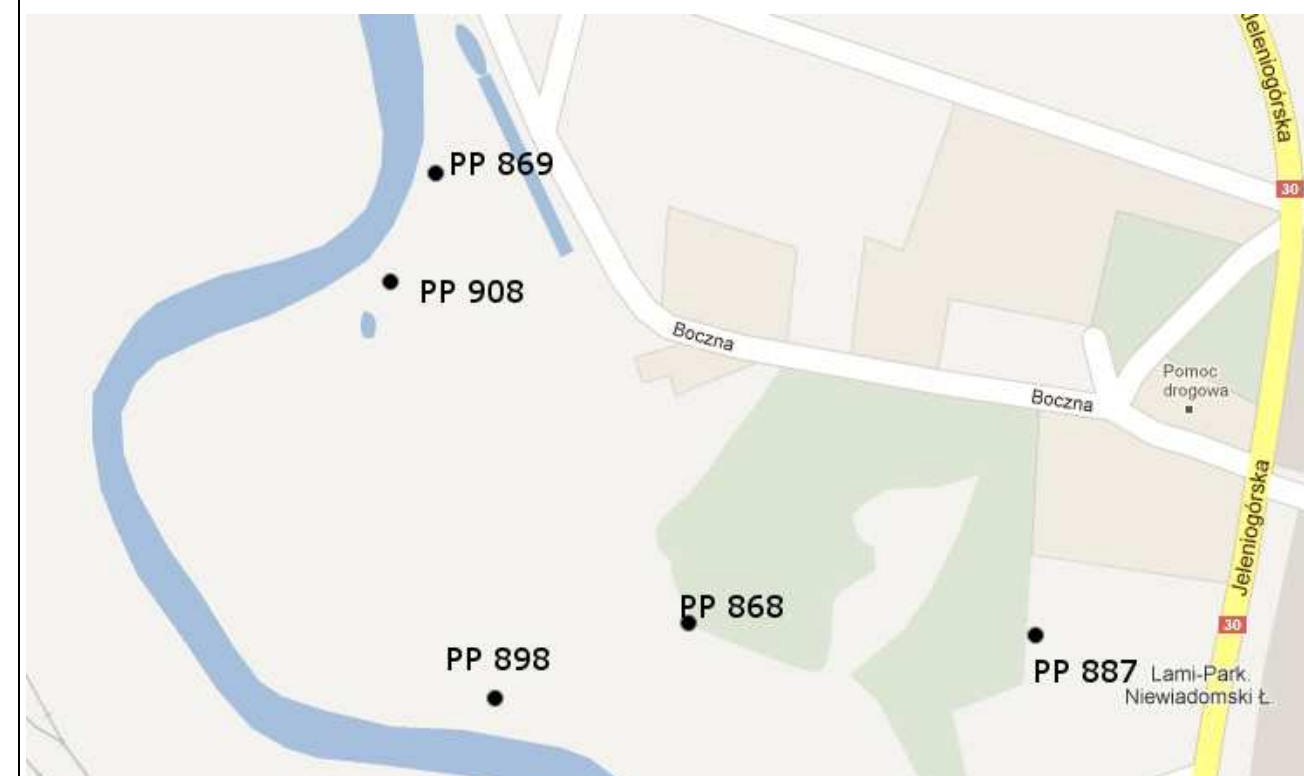 Jeleniogórska
PP 869
30
PP 908
Boczna
Pomoc
drogowa
Boczna
Jeleniogórska
PP 868
30
PP 898
PP 887
Lami-Park.
Niewiadomski Ł